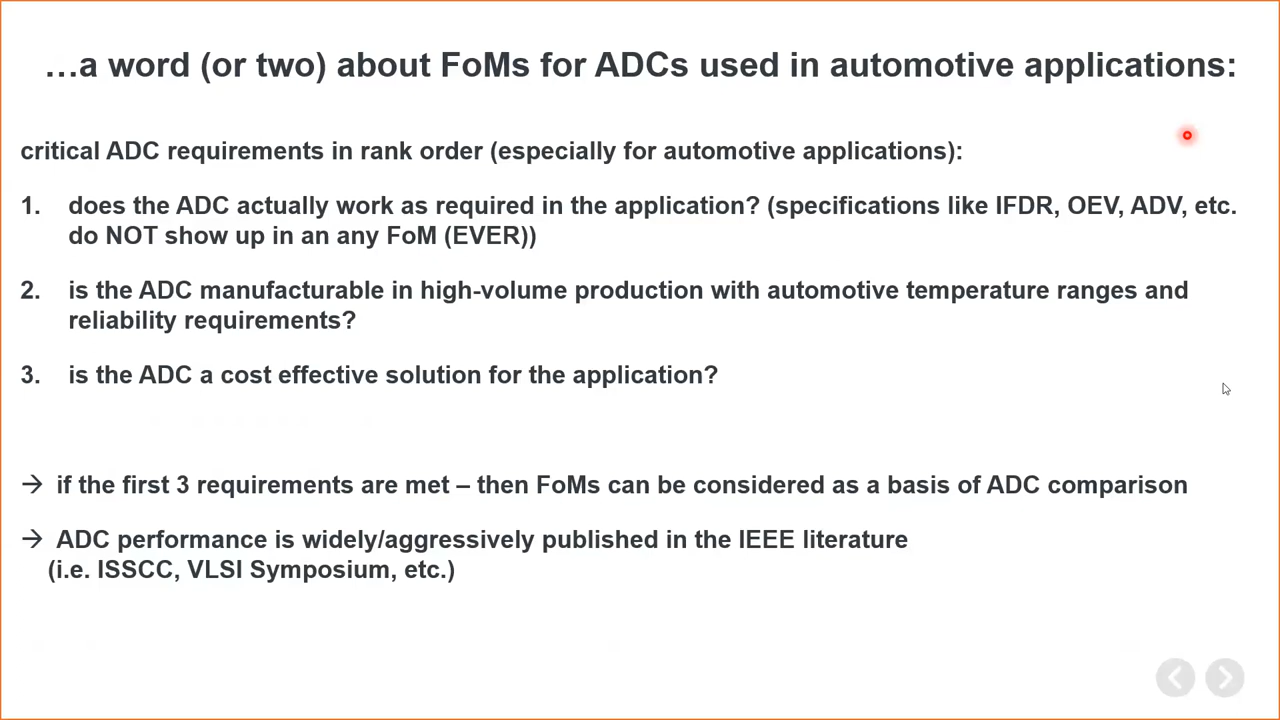 ...a word (or two) about FoMs for ADCs used in automotive applications:
critical ADC requirements in rank order (especially for automotive applications):
1. does the ADC actually work as required in the application? (specifications like IFDR, OEV, ADV, etc.
do NOT show up in an any FoM (EVER))
2. is the ADC manufacturable in high-volume production with automotive temperature ranges and
reliability requirements?
3. is the ADC a cost effective solution for the application?
→ if the first 3 requirements are met – then FoMs can be considered as a basis of ADC comparison
→ ADC performance is widely/aggressively published in the IEEE literature
(i.e. ISSCC, VLSI Symposium, etc.)